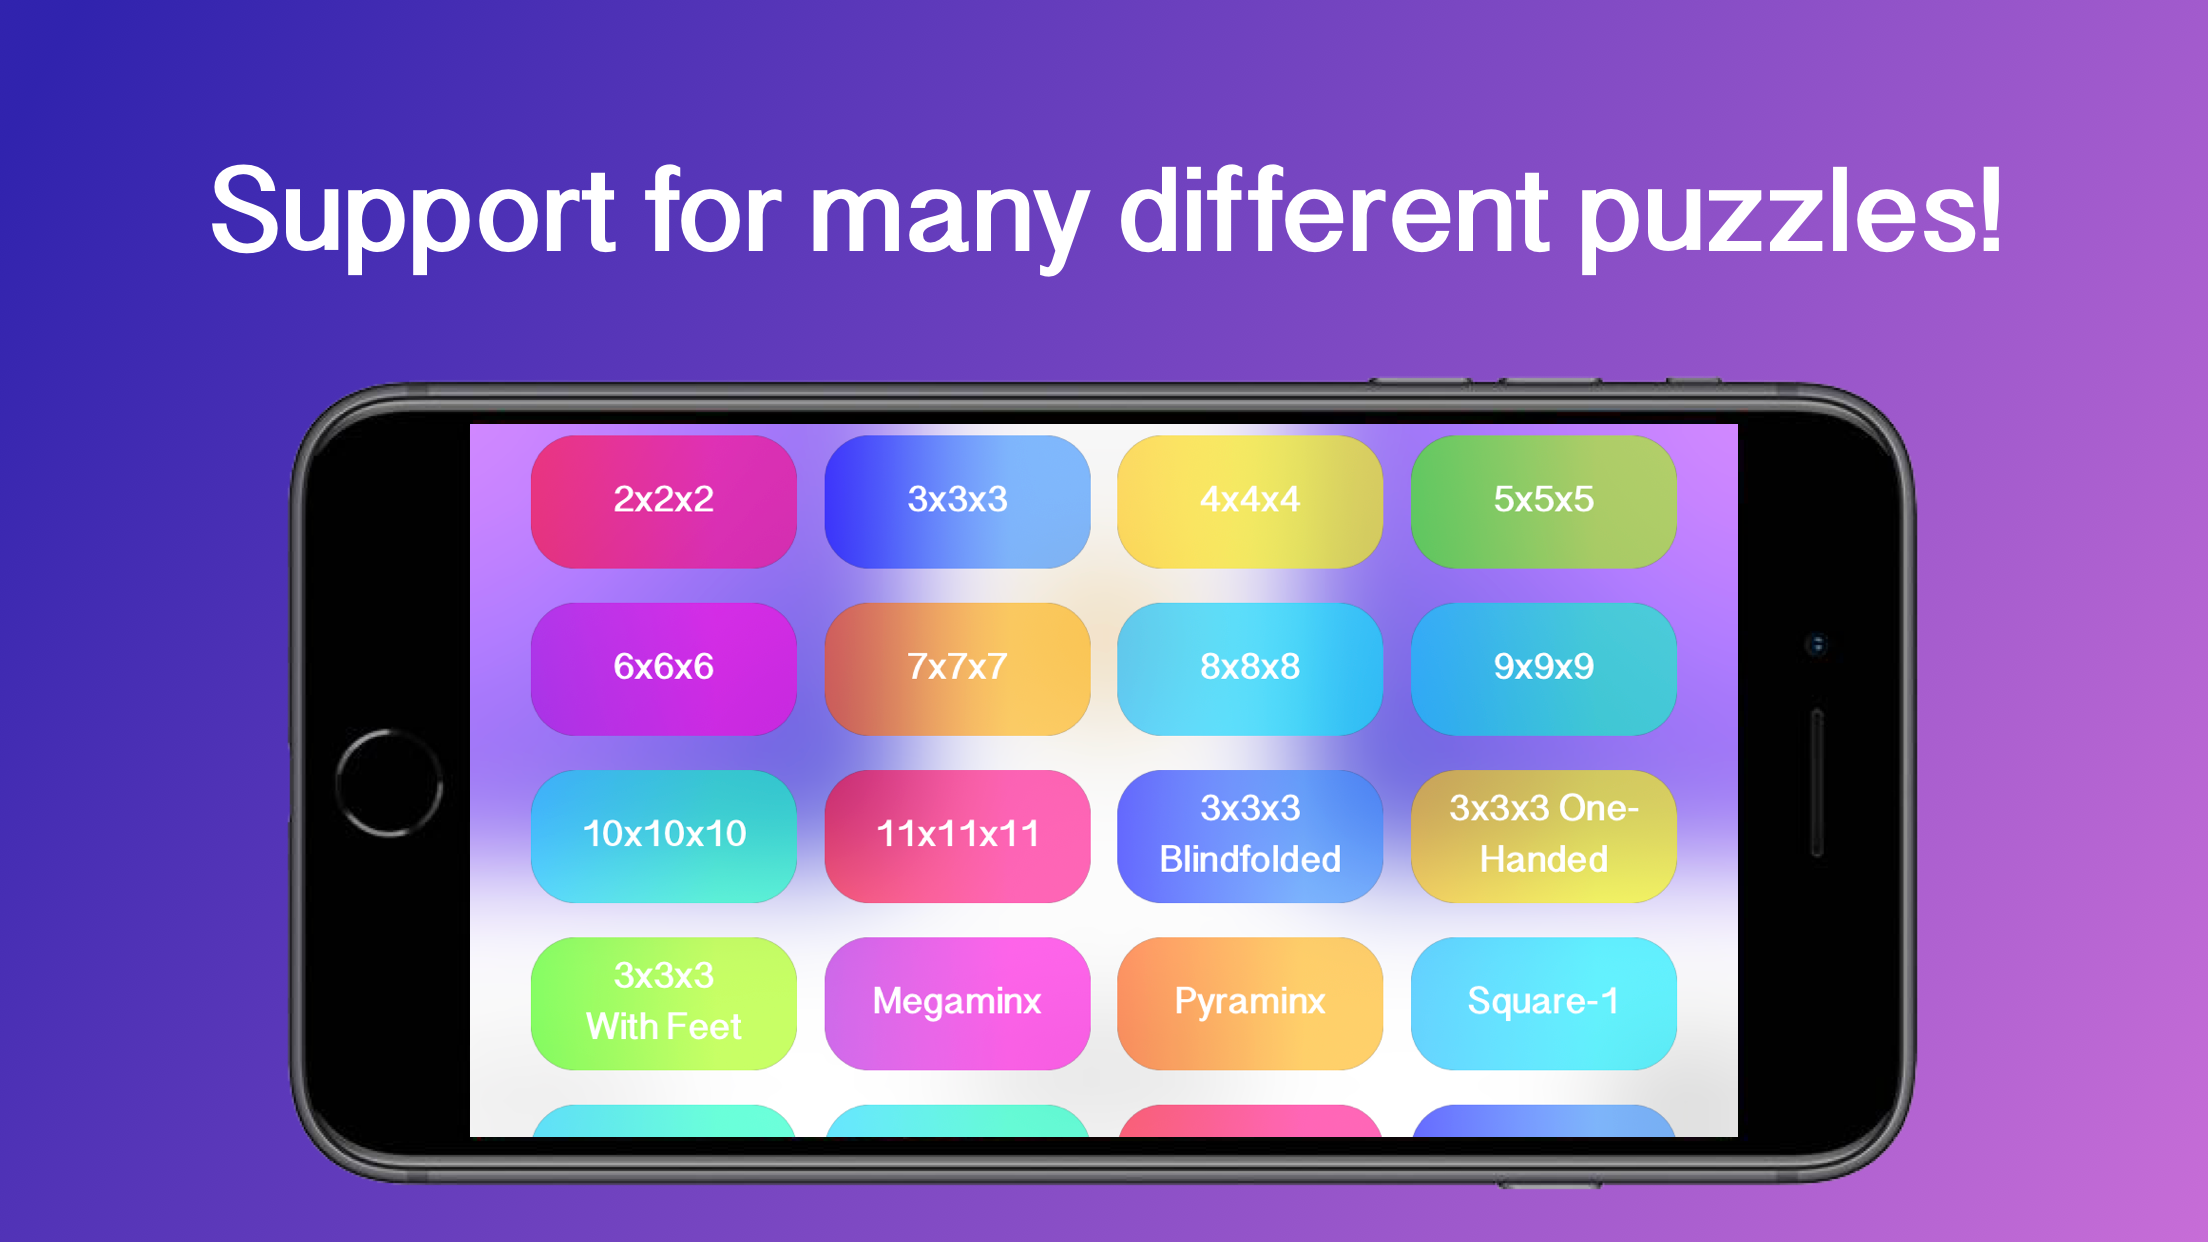 Support for many different puzzles!
2x2x2
3x3x3
4x4x4
5x5x5
6x6x6
7x7x7
8x8x8
9x9x9
10x10x10
11x11x11
3x3x3
Blindfolded
3x3x3 One-
Handed
3x3x3
With Feet
Megaminx
Pyraminx
Square-1